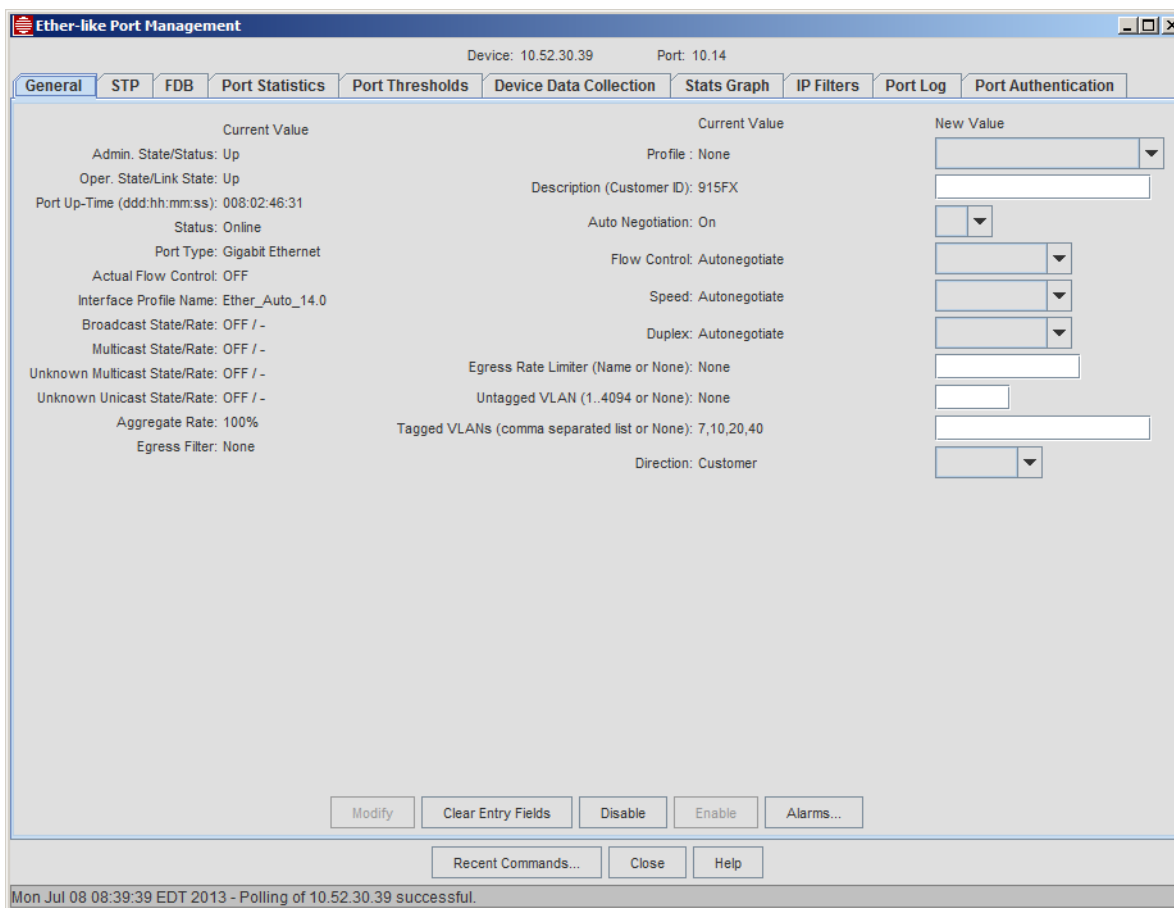 Ether-like Port Management
Device: 10.52.30.39 Port: 10.14
General STP FDB Port Statistics Port Thresholds Device Data Collection Stats Graph IP Filters Port Log Port Authentication
Current Value
Admin. State/Status: Up
Oper. State/Link State: Up
Port Up-Time (ddd:hh:mm:ss): 008:02:46:31
Status: Online
Port Type: Gigabit Ethernet
Actual Flow Control: OFF
Interface Profile Name: Ether_Auto_14.0
Broadcast State/Rate: OFF / -
Multicast State/Rate: OFF / -
Unknown Multicast State/Rate: OFF / -
Unknown Unicast State/Rate: OFF / -
Aggregate Rate: 100%
Egress Filter: None
Current Value New Value
Profile : None
Description (Customer ID): 915FX
Auto Negotiation: On
Flow Control: Autonegotiate
Speed: Autonegotiate
Duplex: Autonegotiate
Egress Rate Limiter (Name or None): None
Untagged VLAN (1..4094 or None): None
Tagged VLANs (comma separated list or None): 7,10,20,40
Direction: Customer
Modify Clear Entry Fields Disable Enable Alarms...
Recent Commands... Close Help
Mon Jul 08 08:39:39 EDT 2013 - Polling of 10.52.30.39 successful.